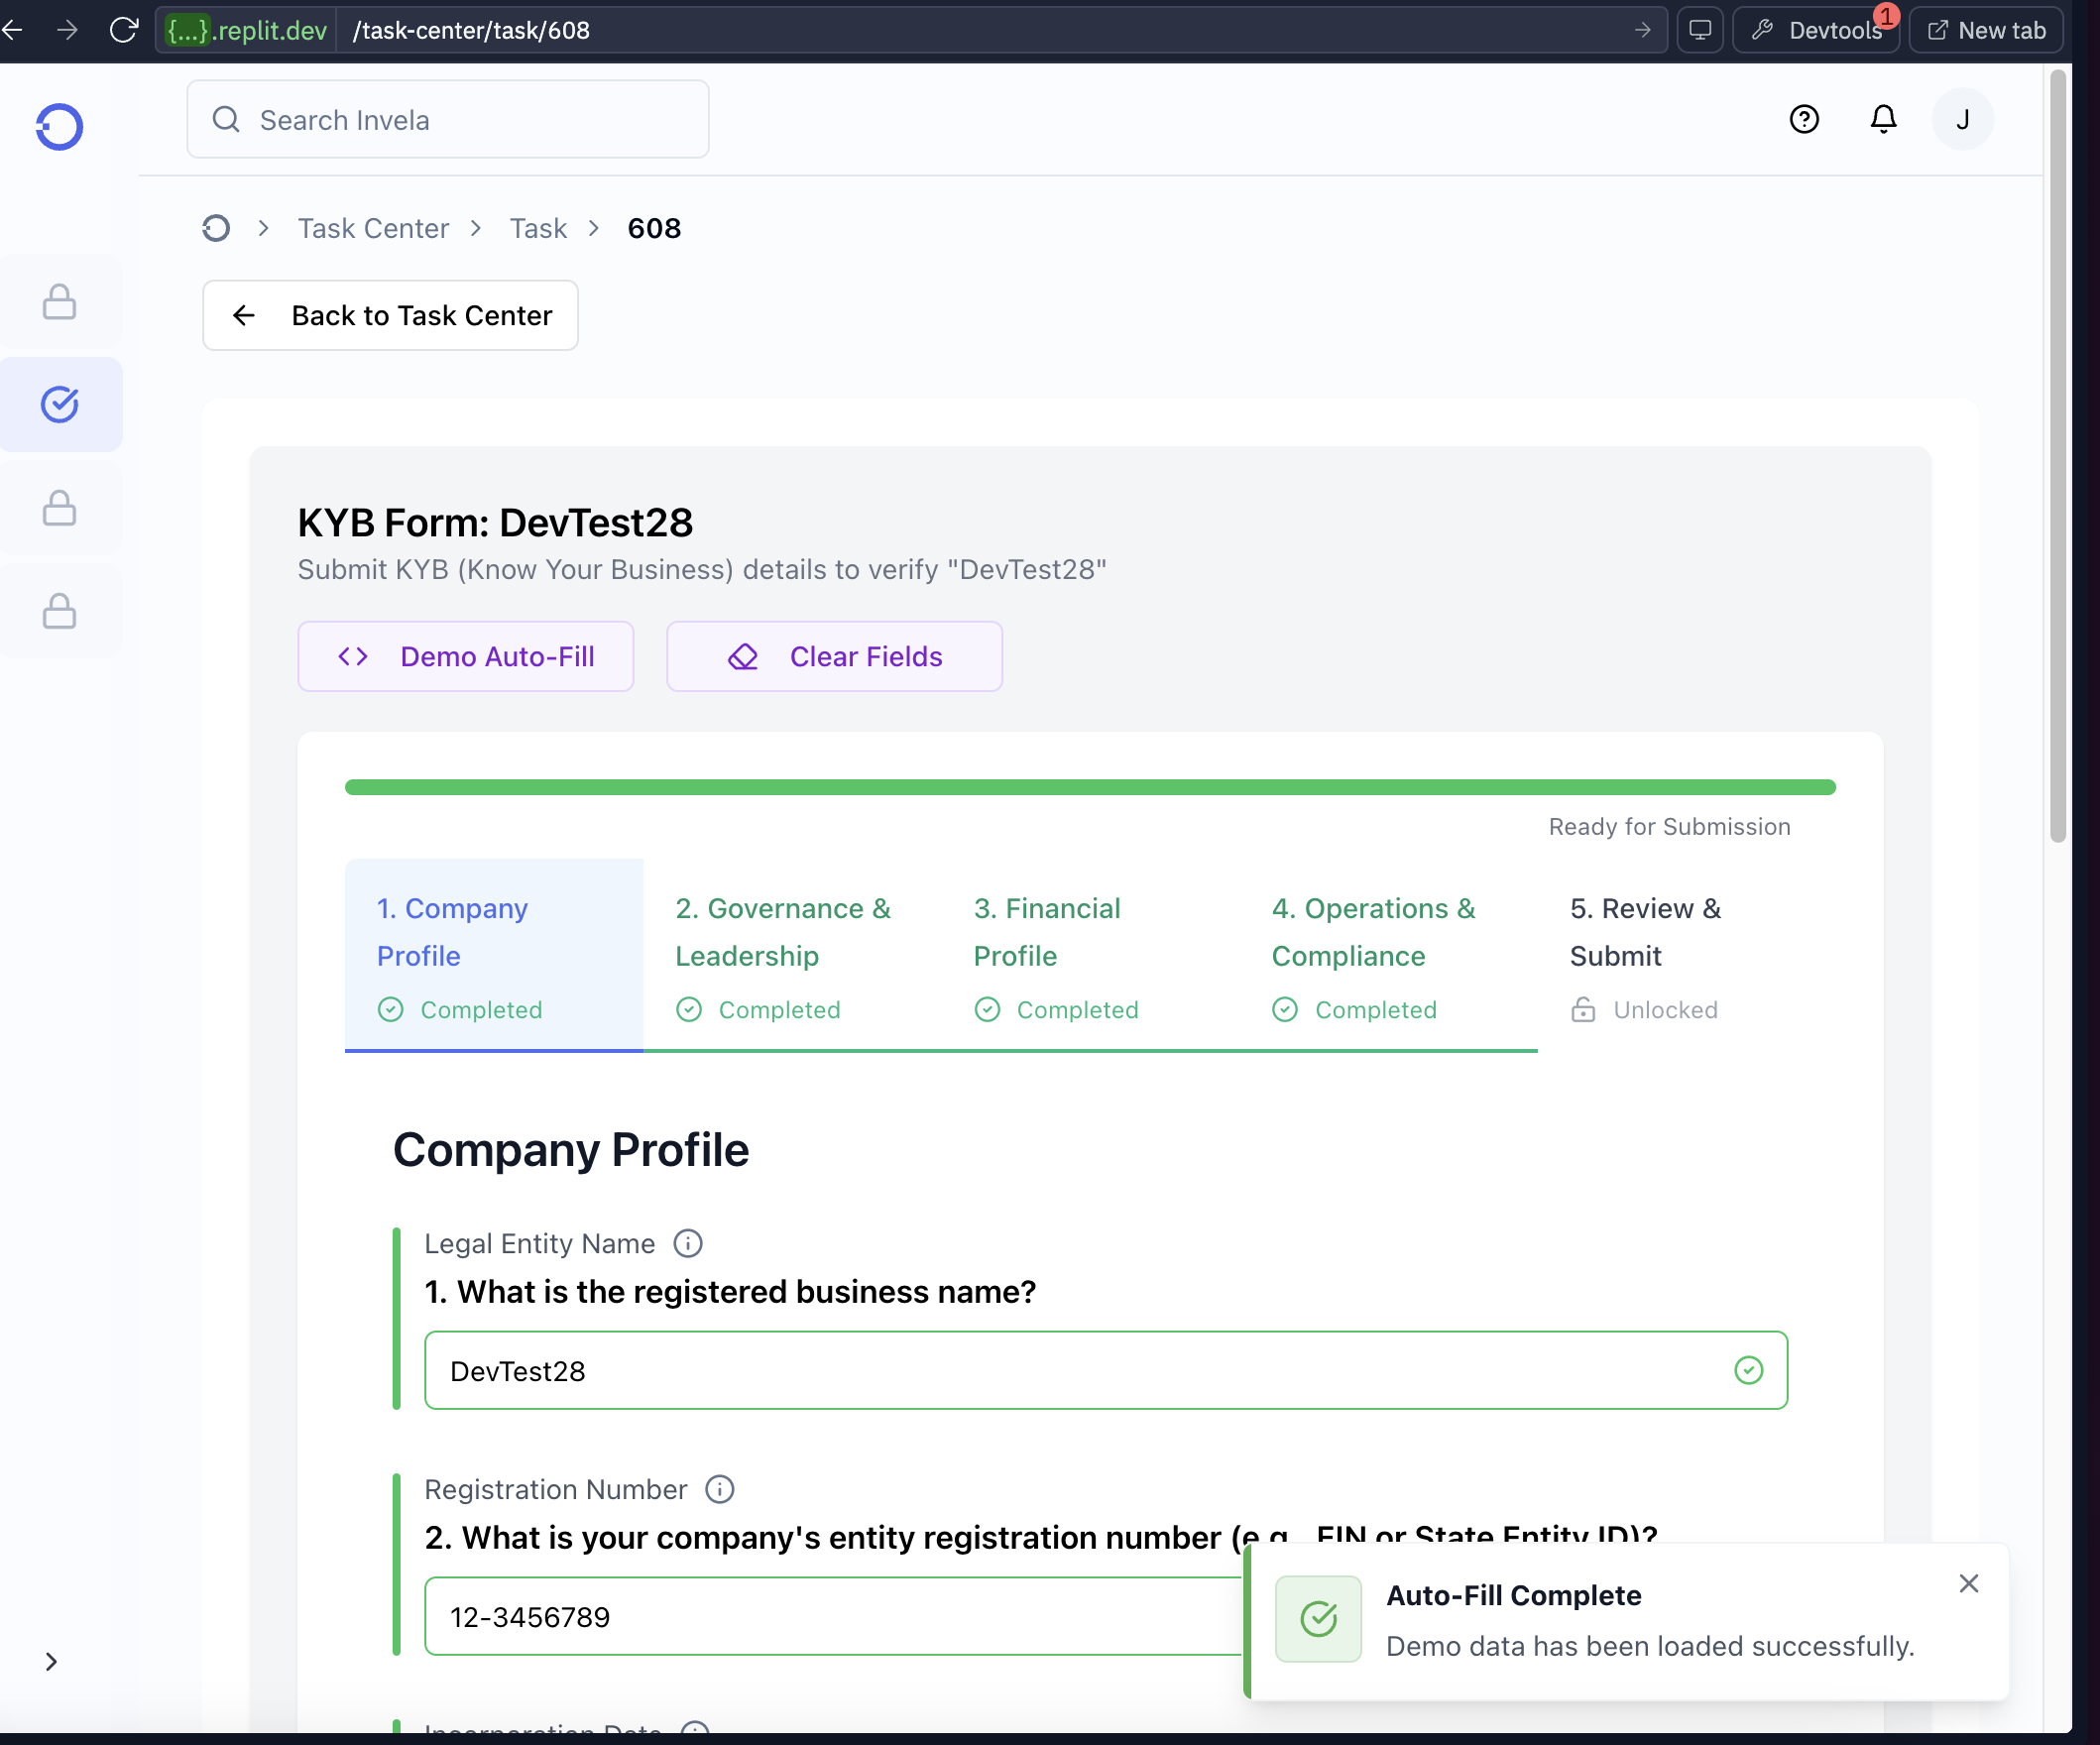 {...}.replit.dev /task-center/task/608 Devtools 1 New tab
Search Invela J
Task Center Task 608
Back to Task Center
KYB Form: DevTest28
Submit KYB (Know Your Business) details to verify "DevTest28"
Demo Auto-Fill Clear Fields
Ready for Submission
1. Company Profile
Completed
2. Governance & Leadership
Completed
3. Financial Profile
Completed
4. Operations & Compliance
Completed
5. Review & Submit
Unlocked
Company Profile
Legal Entity Name
1. What is the registered business name?
DevTest28
Registration Number
2. What is your company's entity registration number (e.g., EIN or State Entity ID)?
12-3456789
Incorporation Date
Auto-Fill Complete
Demo data has been loaded successfully.